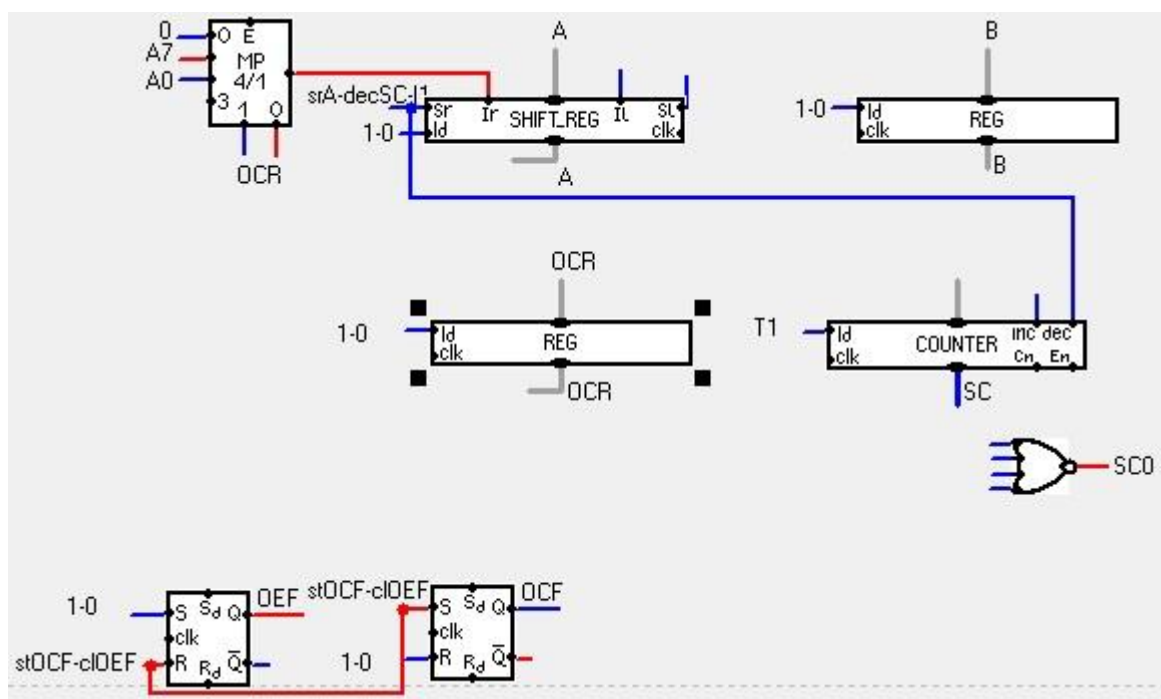 0
A7
A0
0 E
MP
4/1
3
1 0
OCR
srA-decSC-I1
1-0
A
Sr Ir SHIFT_REG Il SL
ld clk
A
B
1-0
ld REG
clk
B
OCR
1-0
ld REG
clk
OCR
T1
ld COUNTER inc dec
clk Cn En
SC
SC0
1-0
S Sd Q
clk
R Rd Q
OEF
stOCF-clOEF
stOCF-clOEF
1-0
S Sd Q
clk
R Rd Q
OCF